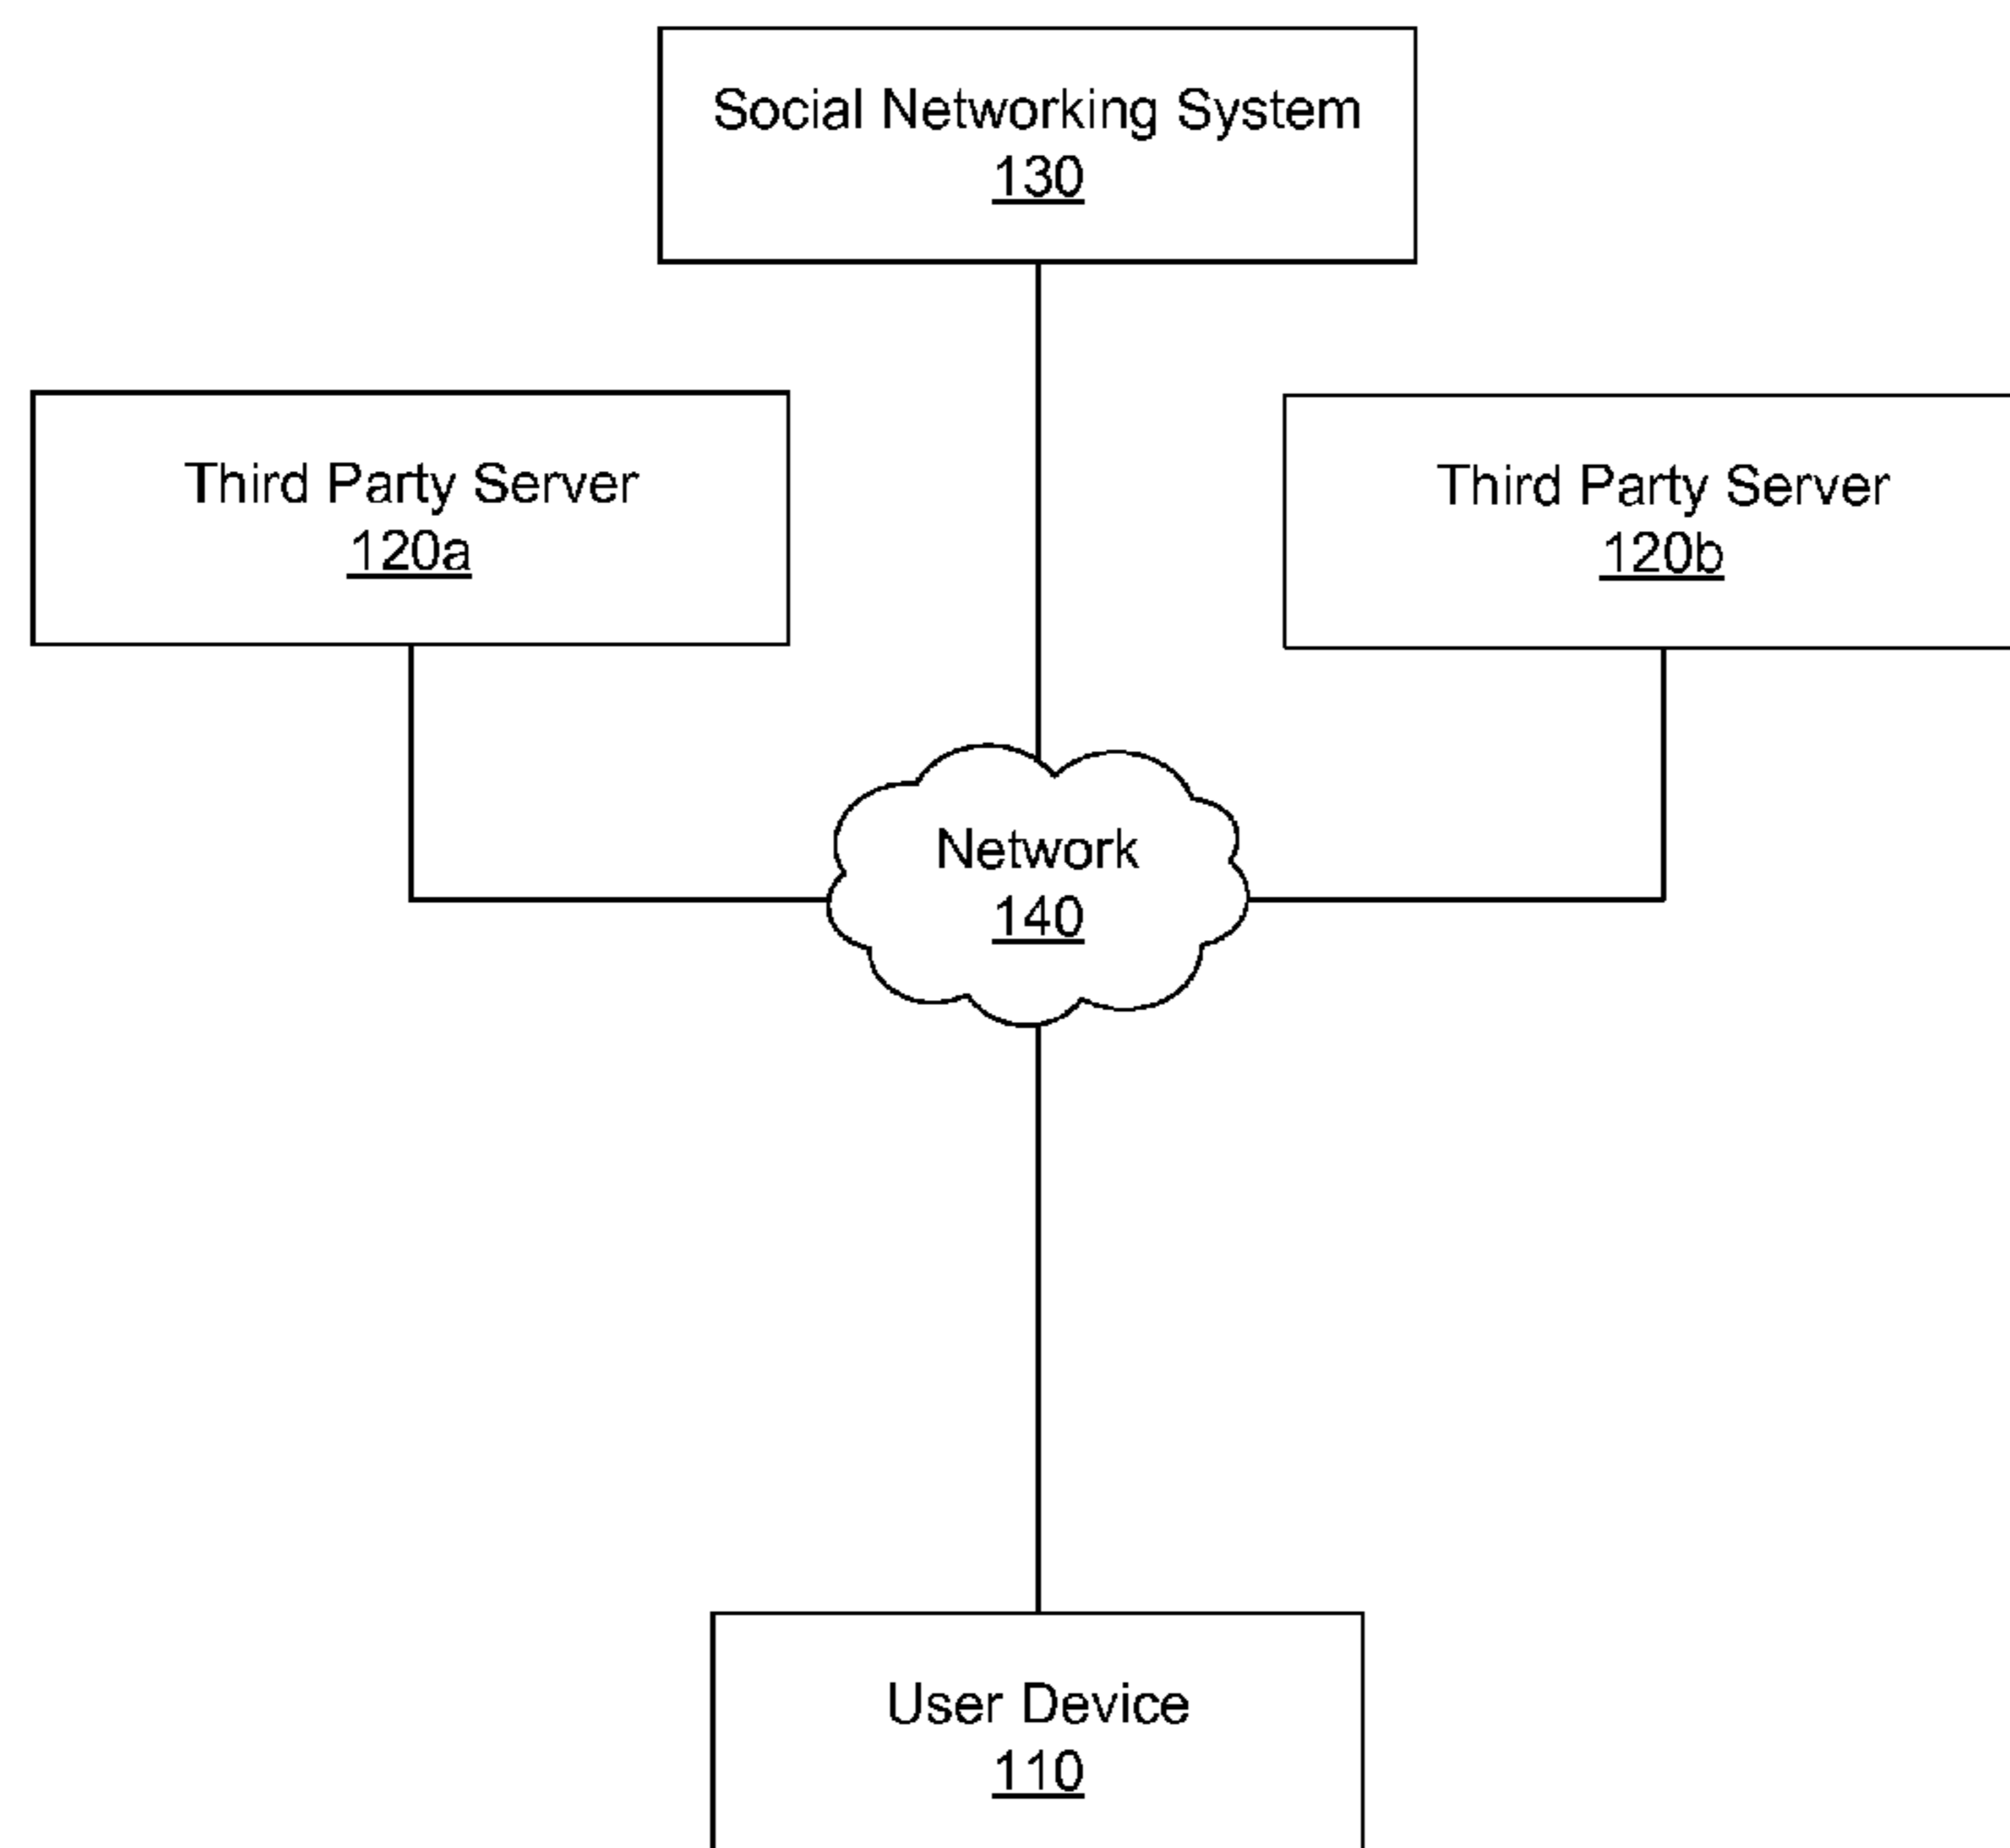 Social Networking System
130
Third Party Server
120a
Third Party Server
120b
Network
140
User Device
110